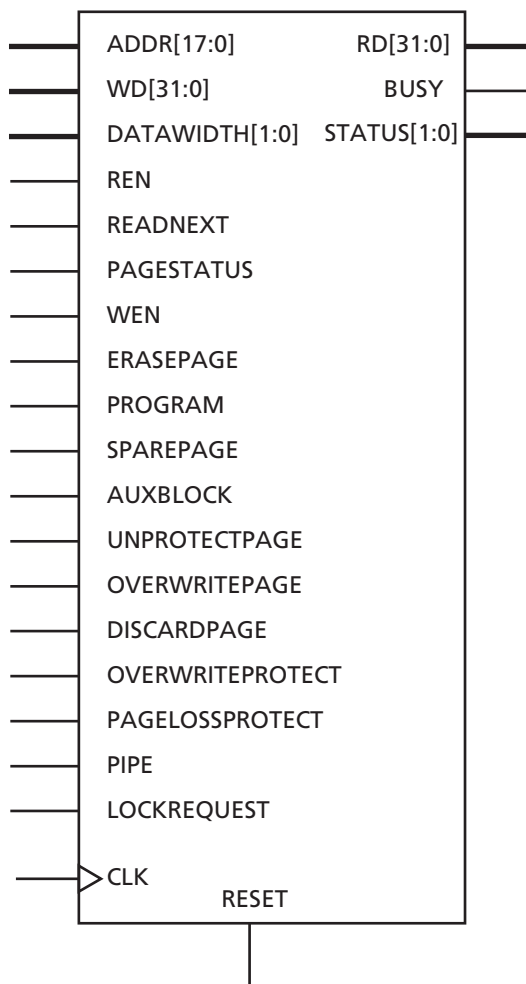 ADDR[17:0] RD[31:0]
WD[31:0] BUSY
DATAWIDTH[1:0] STATUS[1:0]
REN
READNEXT
PAGESTATUS
WEN
ERASEPAGE
PROGRAM
SPAREPAGE
AUXBLOCK
UNPROTECTPAGE
OVERWRITEPAGE
DISCARDPAGE
OVERWRITEPROTECT
PAGELOSSPROTECT
PIPE
LOCKREQUEST
CLK
RESET